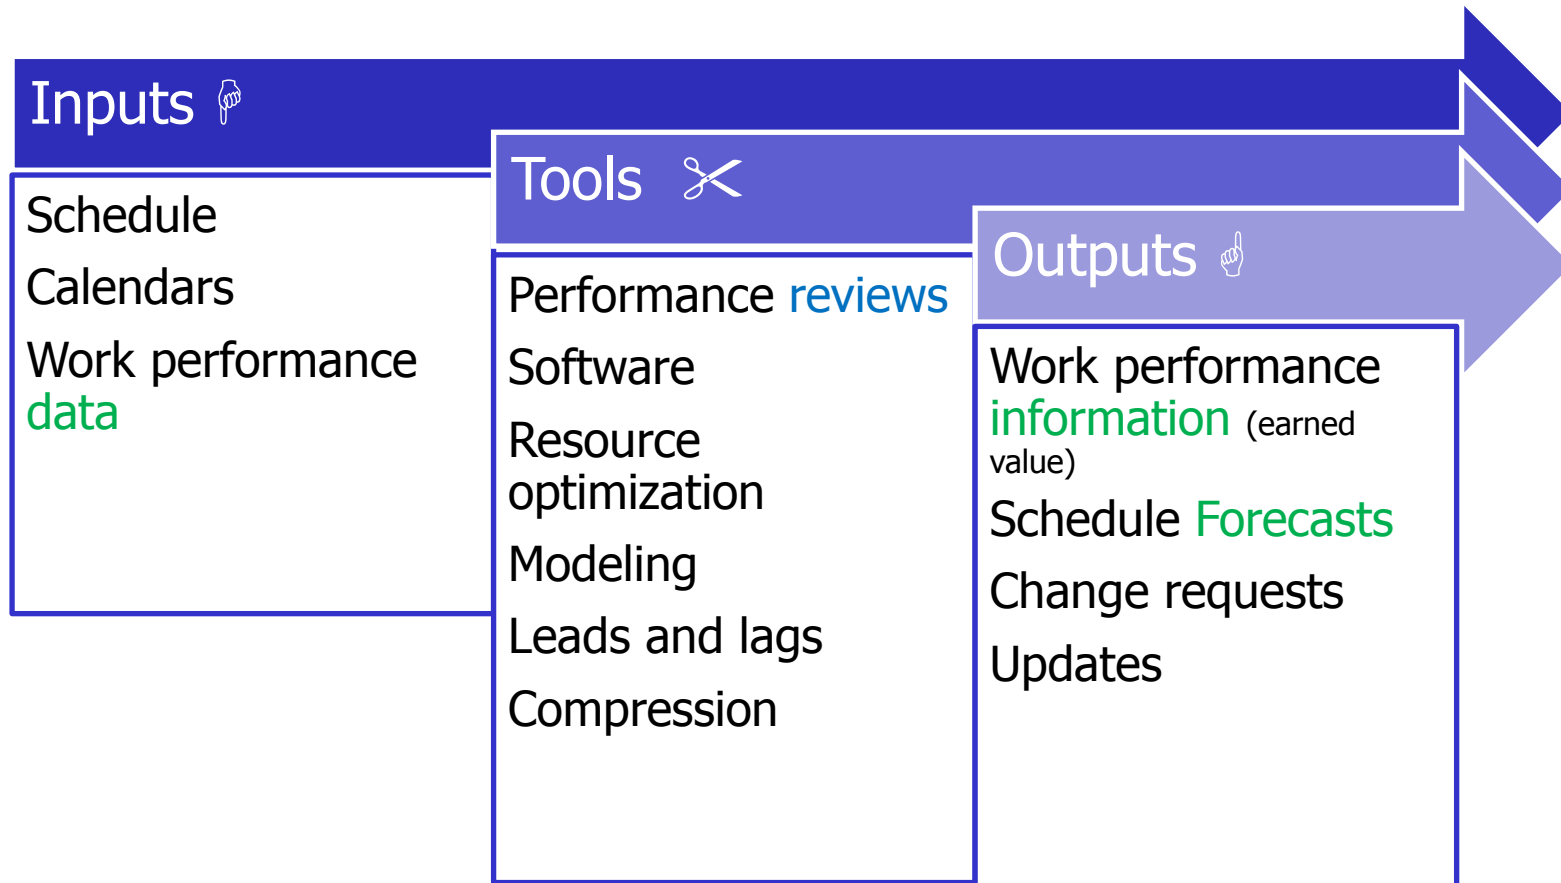 Inputs
Schedule
Calendars
Work performance
data
Tools
Performance reviews
Software
Resource
optimization
Modeling
Leads and lags
Compression
Outputs
Work performance
information (earned
value)
Schedule Forecasts
Change requests
Updates